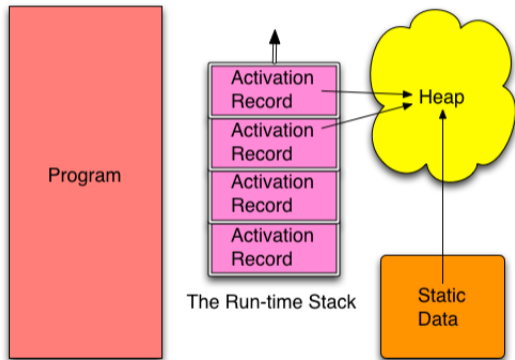 Program
Activation
Record
Activation
Record
Activation
Record
Activation
Record
The Run-time Stack
Heap
Static
Data